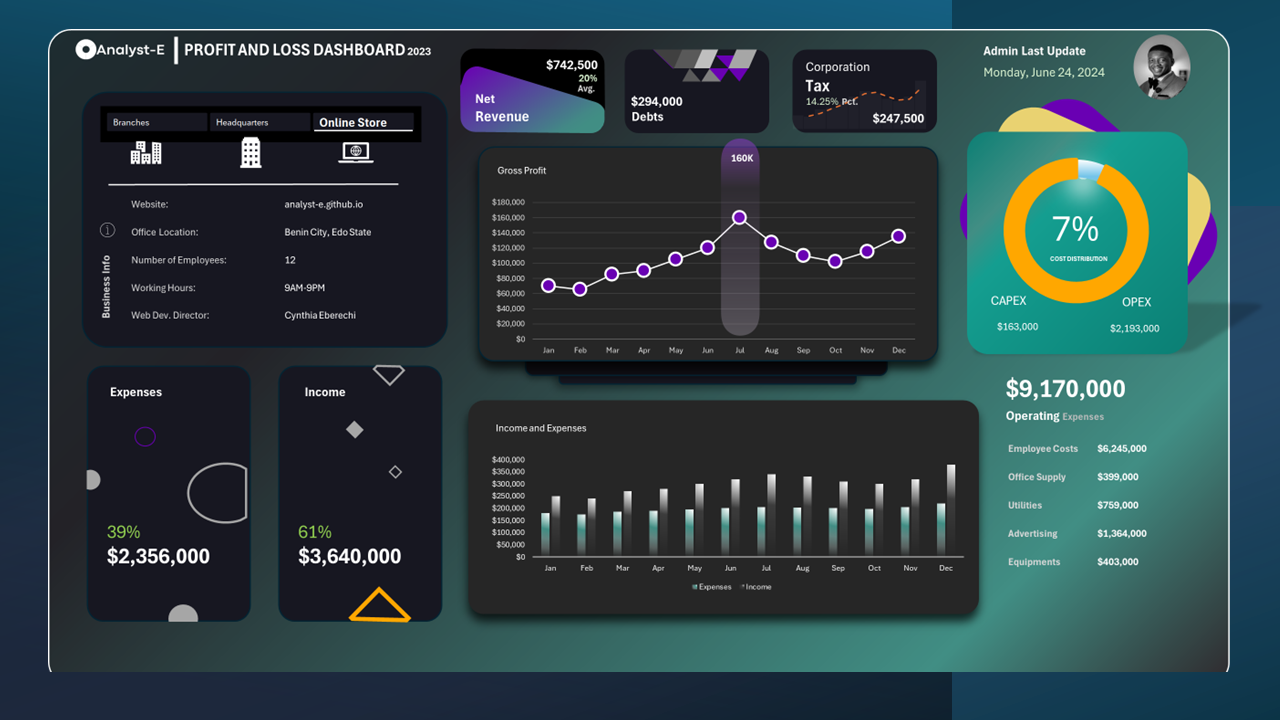 Analyst-E
PROFIT AND LOSS DASHBOARD 2023
Branches
Headquarters
Online Store
Website: analyst-e.github.io
Office Location: Benin City, Edo State
Number of Employees: 12
Working Hours: 9AM-9PM
Web Dev. Director: Cynthia Eberechi
Business Info
Expenses
39%
$2,356,000
Income
61%
$3,640,000
$742,500
20%
Avg.
Net
Revenue
$294,000
Debts
Corporation
Tax
14.25% Pct.
$247,500
Gross Profit
160K
$180,000
$160,000
$140,000
$120,000
$100,000
$80,000
$60,000
$40,000
$20,000
$0
Jan Feb Mar Apr May Jun Jul Aug Sep Oct Nov Dec
Income and Expenses
$400,000
$350,000
$300,000
$250,000
$200,000
$150,000
$100,000
$50,000
$0
Jan Feb Mar Apr May Jun Jul Aug Sep Oct Nov Dec
Expenses Income
Admin Last Update
Monday, June 24, 2024
7%
COST DISTRIBUTION
CAPEX
$163,000
OPEX
$2,193,000
$9,170,000
Operating Expenses
Employee Costs $6,245,000
Office Supply $399,000
Utilities $759,000
Advertising $1,364,000
Equipments $403,000